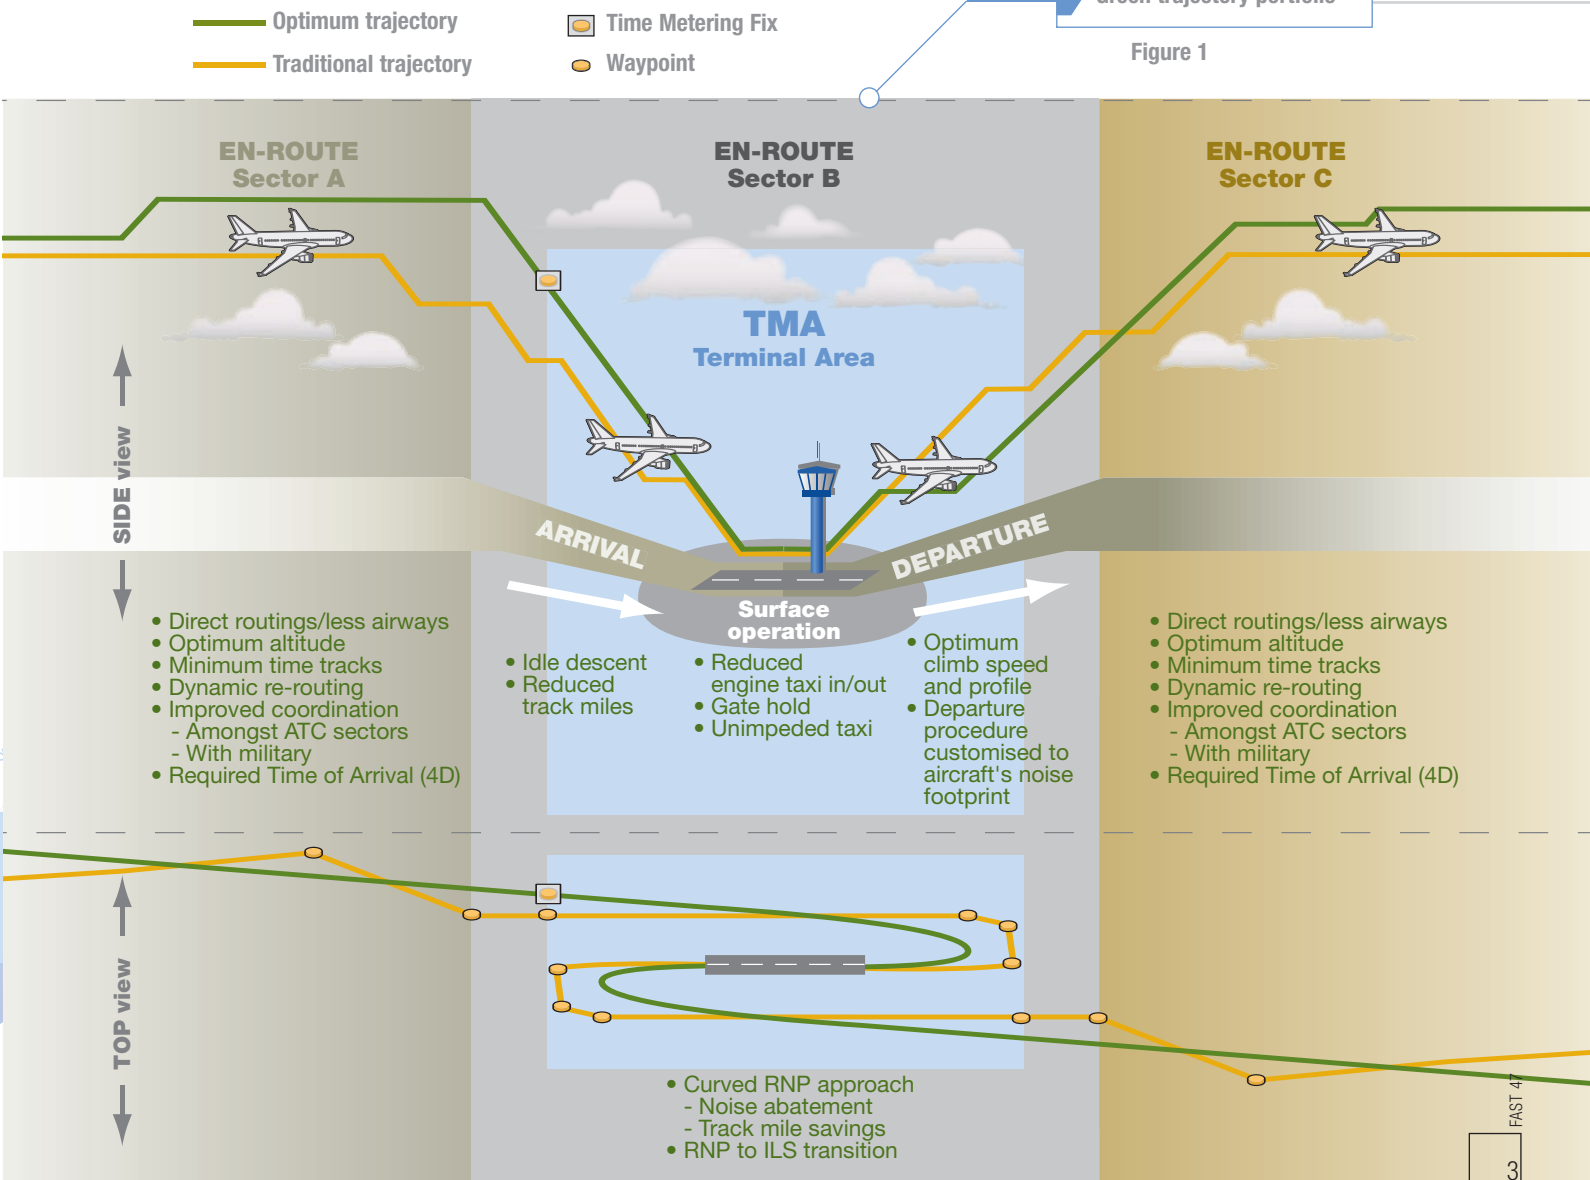 Green trajectory portfolio
Figure 1
Optimum trajectory
Time Metering Fix
Traditional trajectory
Waypoint
EN-ROUTE
Sector A
EN-ROUTE
Sector B
EN-ROUTE
Sector C
TMA
Terminal Area
SIDE view
ARRIVAL
DEPARTURE
Surface
operation
• Direct routings/less airways
• Optimum altitude
• Minimum time tracks
• Dynamic re-routing
• Improved coordination
- Amongst ATC sectors
- With military
• Required Time of Arrival (4D)
• Idle descent
• Reduced
track miles
• Reduced
engine taxi in/out
• Gate hold
• Unimpeded taxi
• Optimum
climb speed
and profile
• Departure
procedure
customised to
aircraft's noise
footprint
• Direct routings/less airways
• Optimum altitude
• Minimum time tracks
• Dynamic re-routing
• Improved coordination
- Amongst ATC sectors
- With military
• Required Time of Arrival (4D)
TOP view
• Curved RNP approach
- Noise abatement
- Track mile savings
• RNP to ILS transition
FAST 47
3